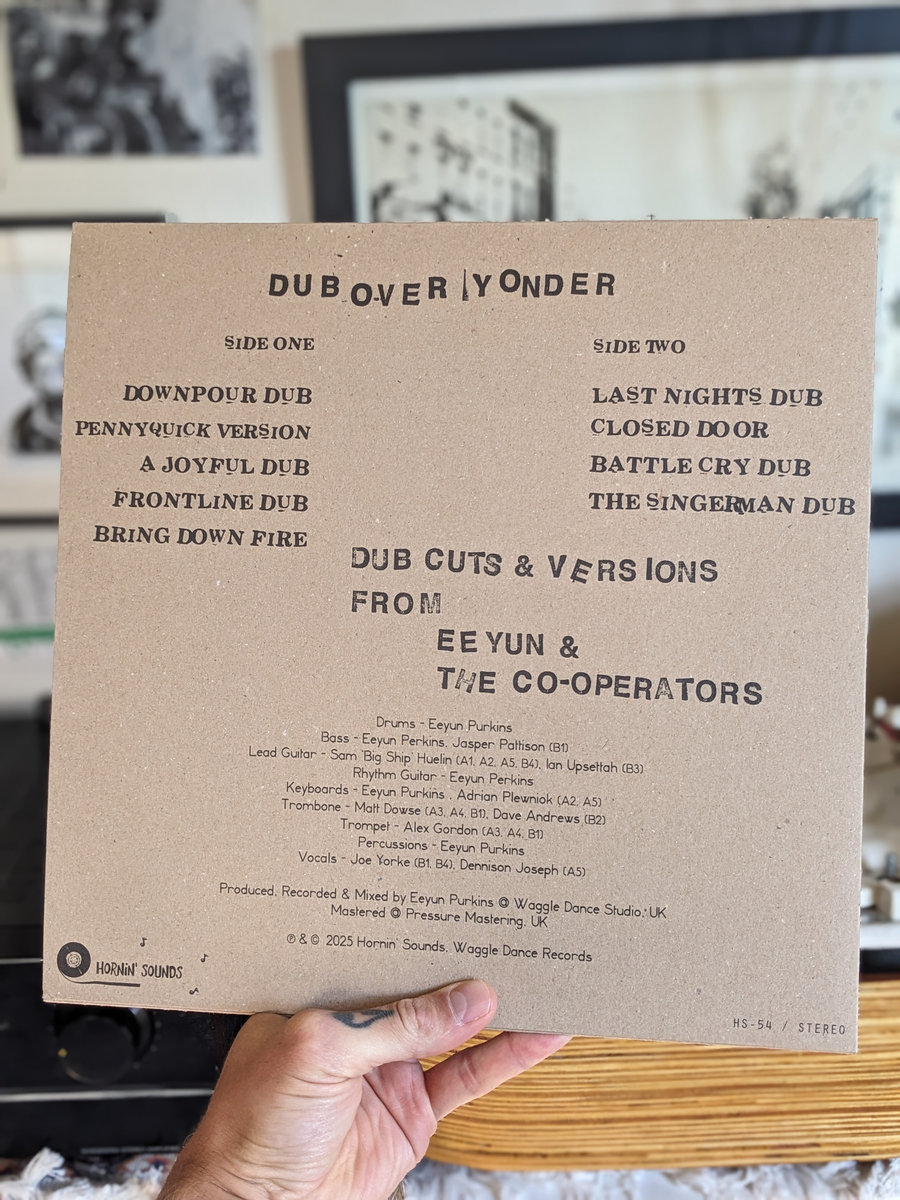 DUB OVER YONDER
SIDE ONE
DOWNPOUR DUB
PENNYQUICK VERSION
A JOYFUL DUB
FRONTLINE DUB
BRING DOWN FIRE
SIDE TWO
LAST NIGHTS DUB
CLOSED DOOR
BATTLE CRY DUB
THE SINGERMAN DUB
DUB CUTS & VERSIONS
FROM
EEYUN &
THE CO-OPERATORS
Drums - Eeyun Purkins
Bass - Eeyun Perkins, Jasper Pattison (B1)
Lead Guitar - Sam 'Big Ship' Huelin (A1, A2, A5, B4), Ian Upsettah (B3)
Rhythm Guitar - Eeyun Perkins
Keyboards - Eeyun Purkins , Adrian Plewniok (A2, A5)
Trombone - Matt Dowse (A3, A4, B1), Dave Andrews (B2)
Trompet - Alex Gordon (A3, A4, B1)
Percussions - Eeyun Purkins
Vocals - Joe Yorke (B1, B4), Dennison Joseph (A5)
Produced, Recorded & Mixed by Eeyun Purkins @ Waggle Dance Studio, UK
Mastered @ Pressure Mastering, UK
℗ & © 2025 Hornin' Sounds, Waggle Dance Records
HORNIN' SOUNDS
HS-54 / STEREO